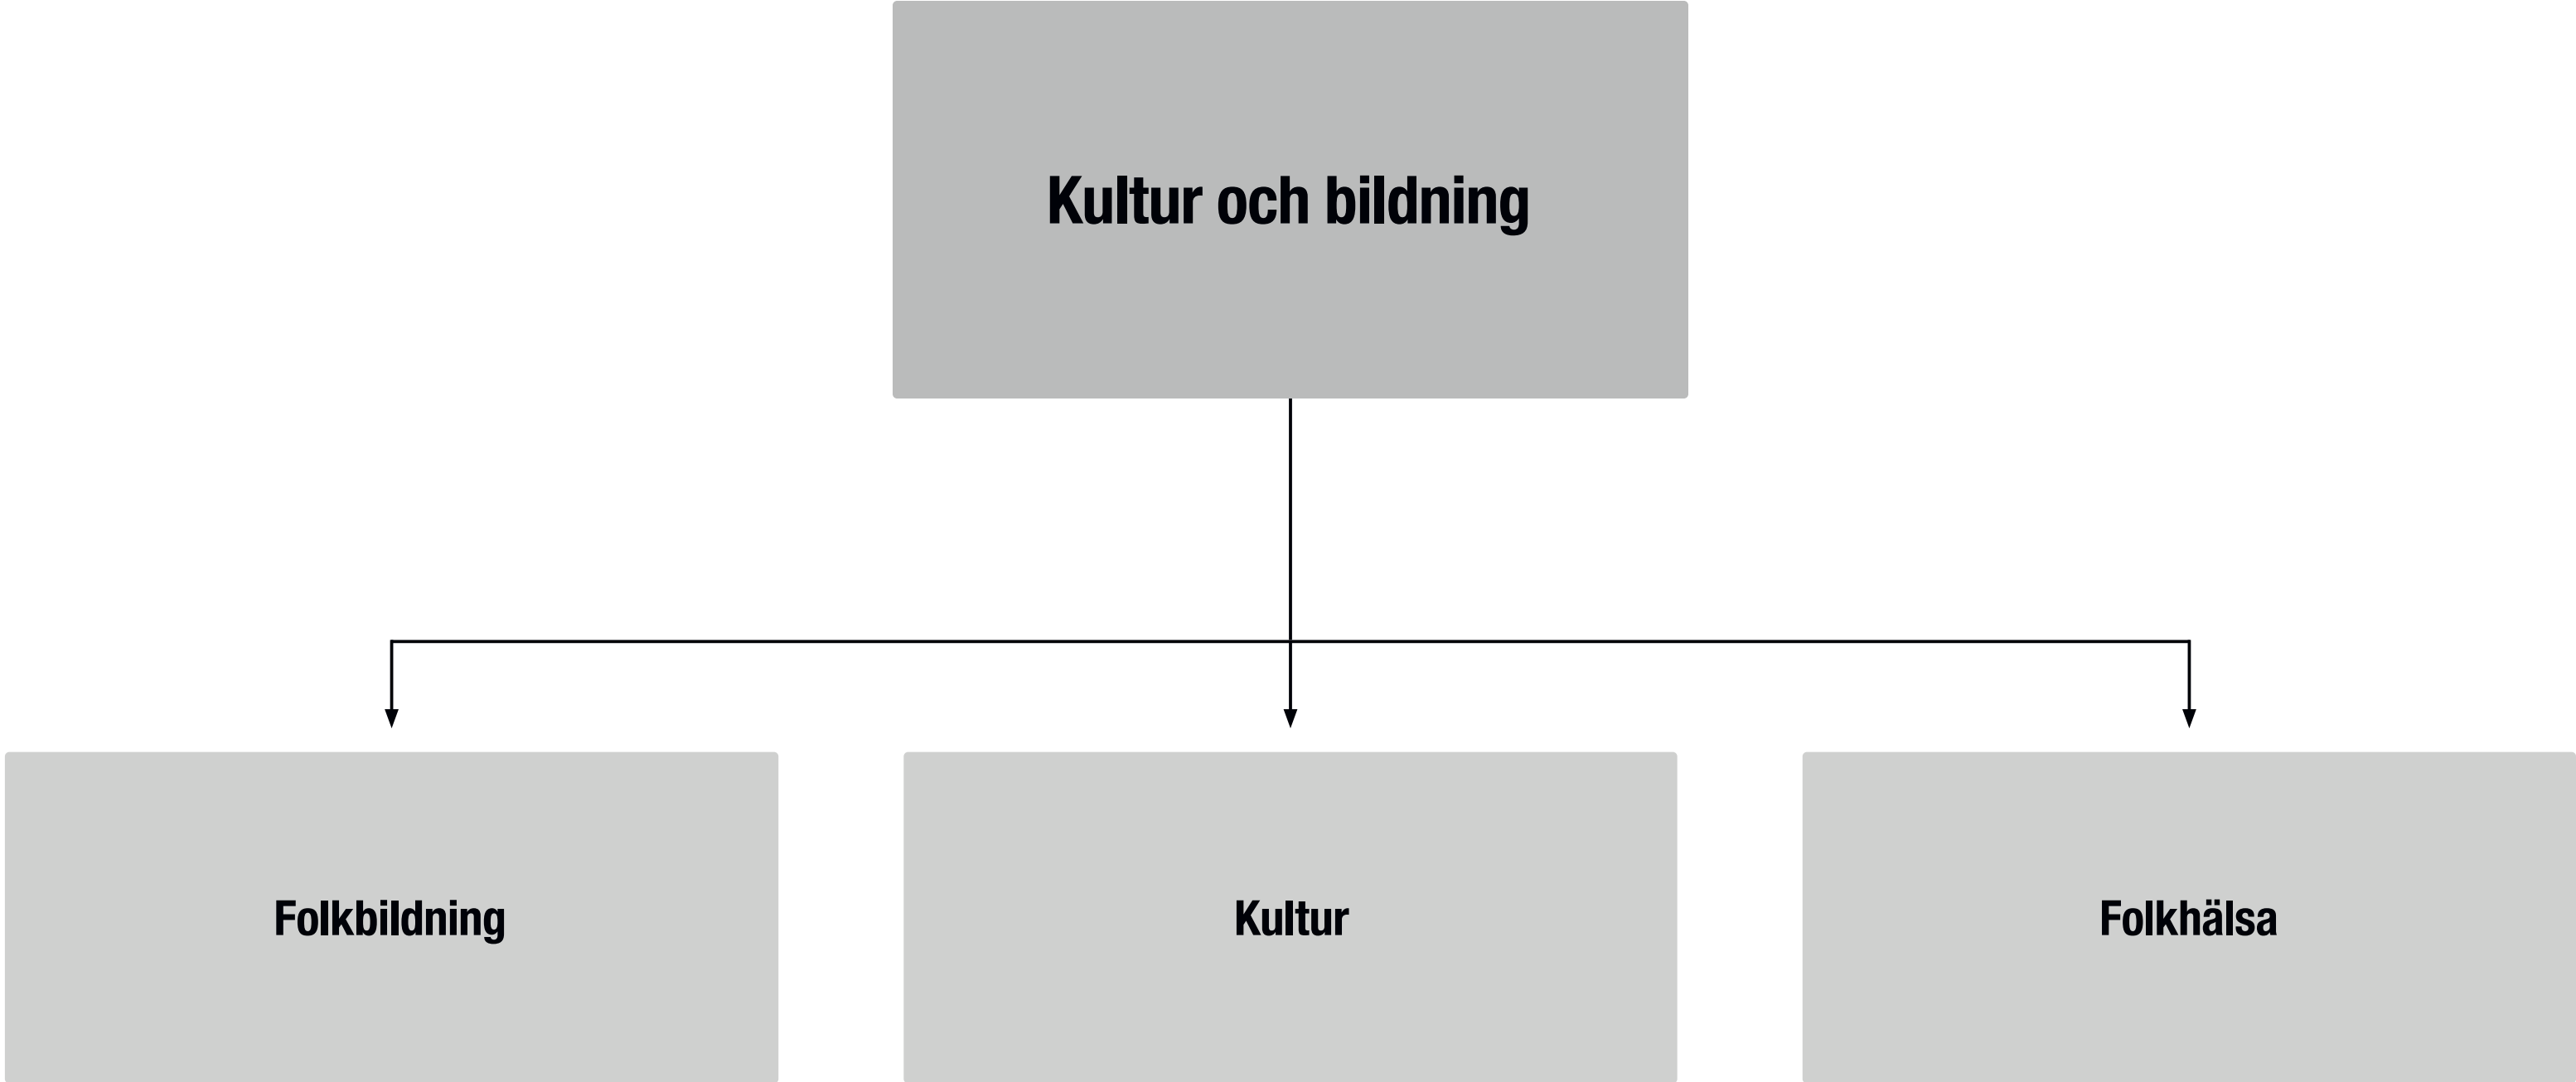 Kultur och bildning
Folkbildning
Kultur
Folkhälsa